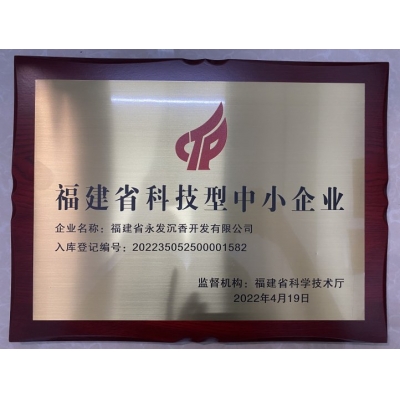 福建省科技型中小企业
企业名称：福建省永发沉香开发有限公司
入库登记编号：202235052500001582
监督机构：福建省科学技术厅
2022年4月19日